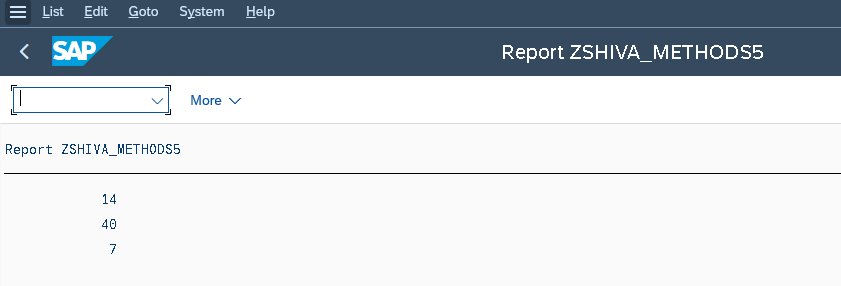 List Edit Goto System Help
SAP Report ZSHIVA_METHODS5
More
Report ZSHIVA_METHODS5
14
40
7